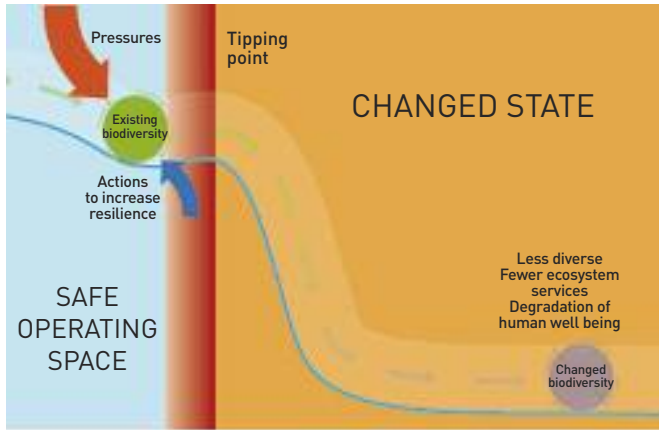 Pressures
Tipping
point
CHANGED STATE
Existing
biodiversity
Actions
to increase
resilience
SAFE
OPERATING
SPACE
Less diverse
Fewer ecosystem
services
Degradation of
human well being
Changed
biodiversity